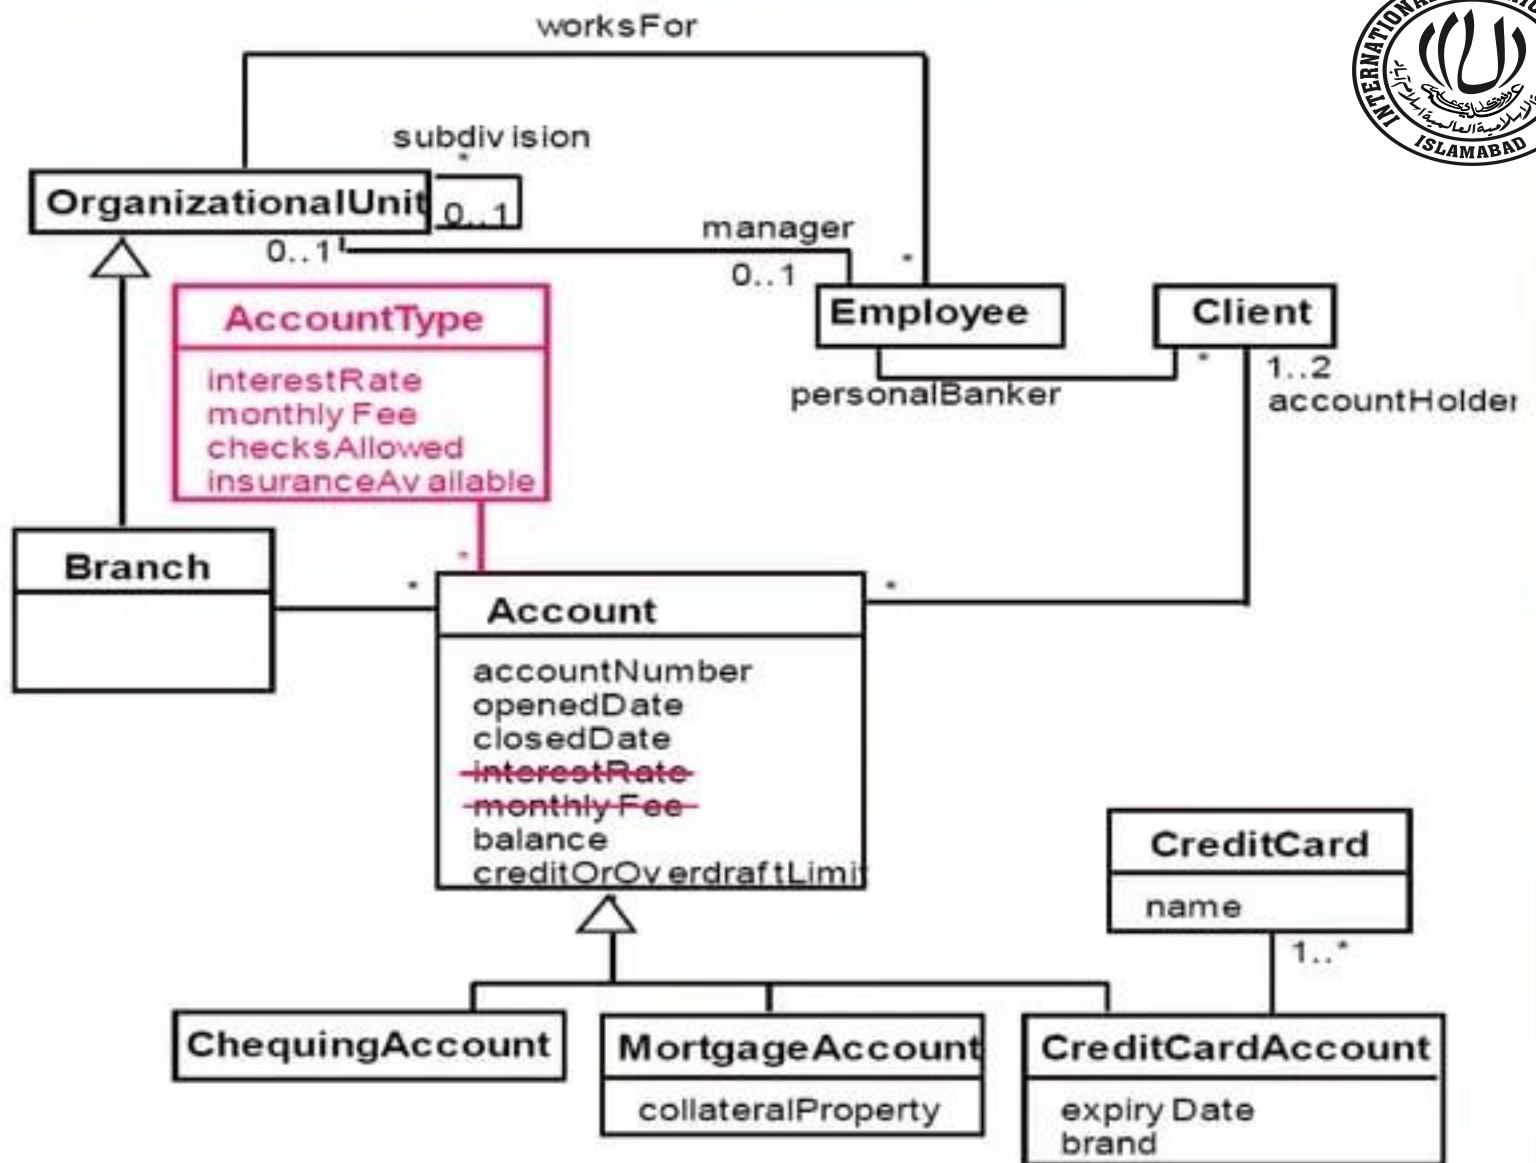 worksFor
subdivision
*
OrganizationalUnit
0..1
0..1
manager
0..1
*
AccountType
interestRate
monthlyFee
checksAllowed
insuranceAvailable
*
Employee
Client
*
personalBanker
1..2
accountHolder
Branch
*
*
Account
accountNumber
openedDate
closedDate
interestRate
monthlyFee
balance
creditOrOverdraftLimit
CreditCard
name
1..*
ChequingAccount
MortgageAccount
collateralProperty
CreditCardAccount
expiryDate
brand
ISLAMABAD